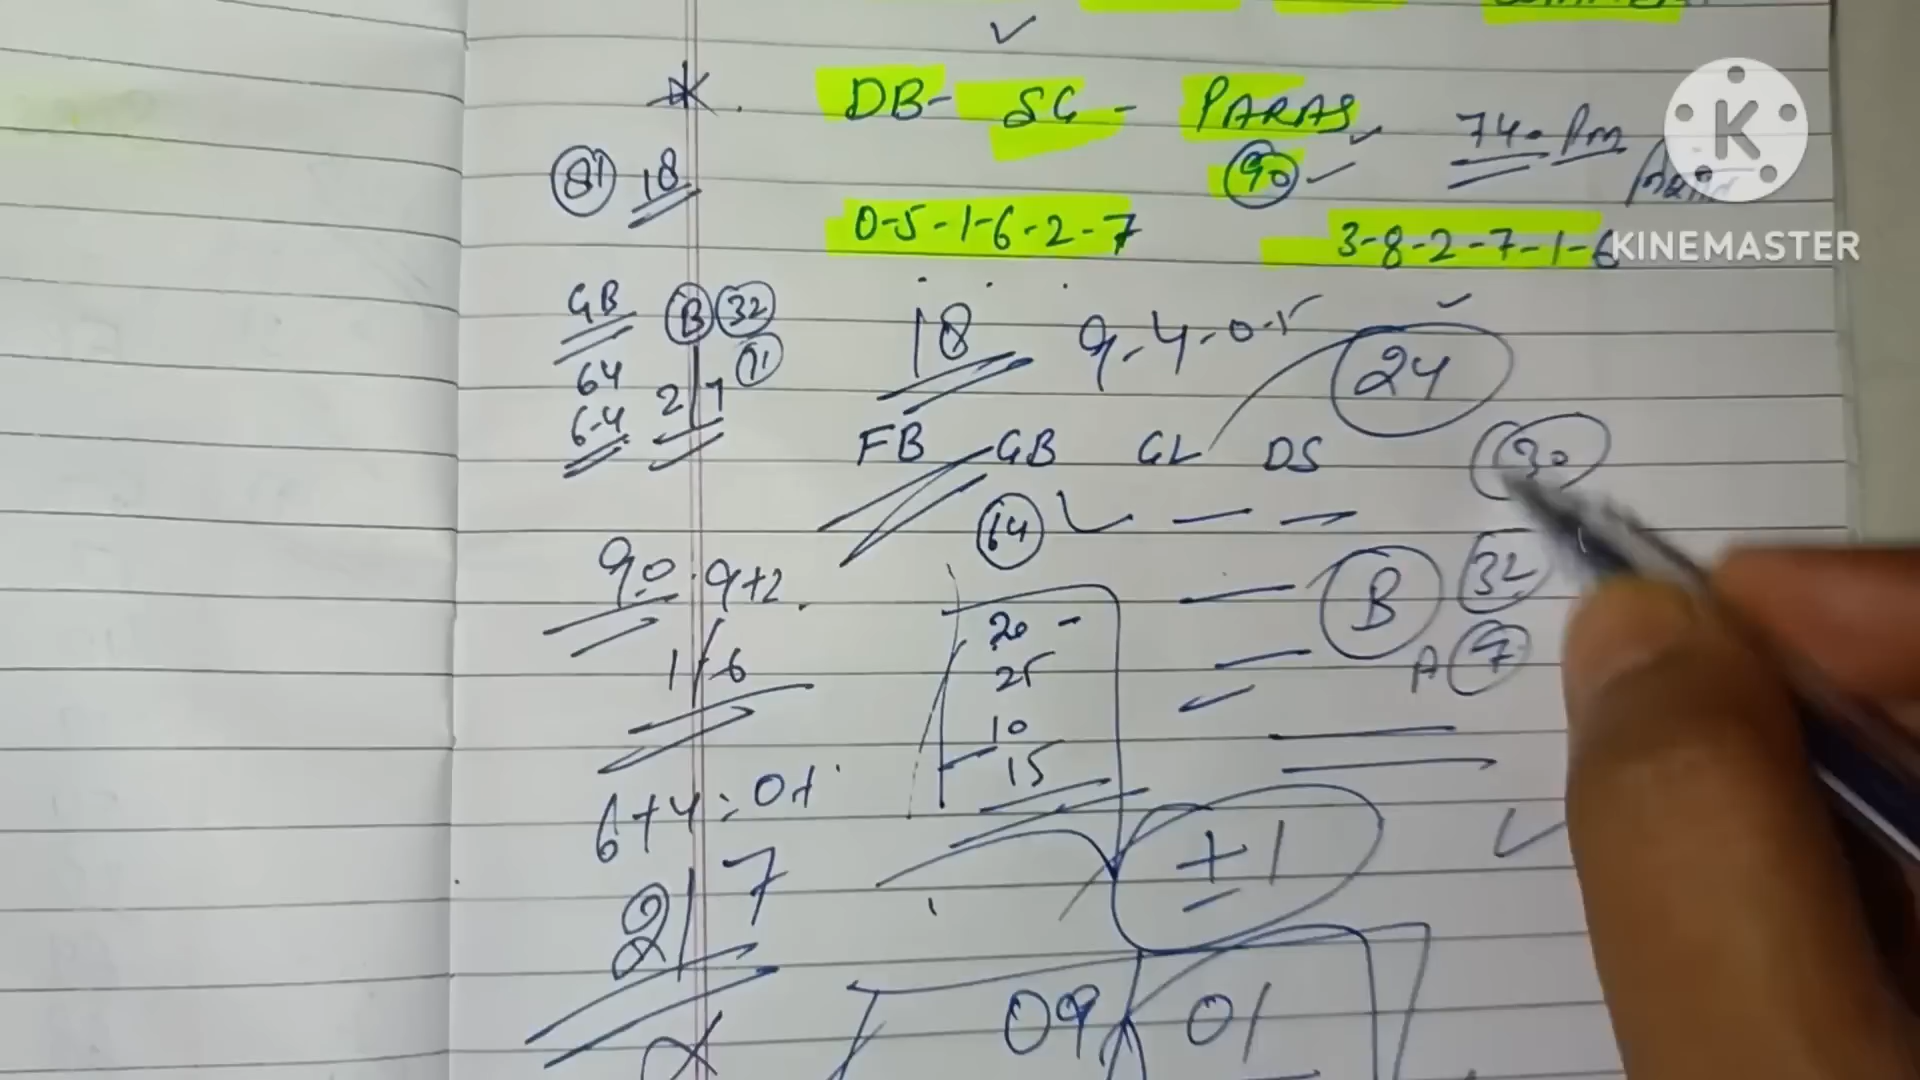 DB- SG - PARAS
74. Pm
81 18
90
0-5-1-6-2-7
3-8-2-7-1-6
KINEMASTER
GB B 32
18 9-4-0-5
24
64 2/7
6-4
FB GB GL DS
30
64
90 9+2
B 32
20 -
1/6
25
A
10
15
6+4=0+
+1
2/7
09 01